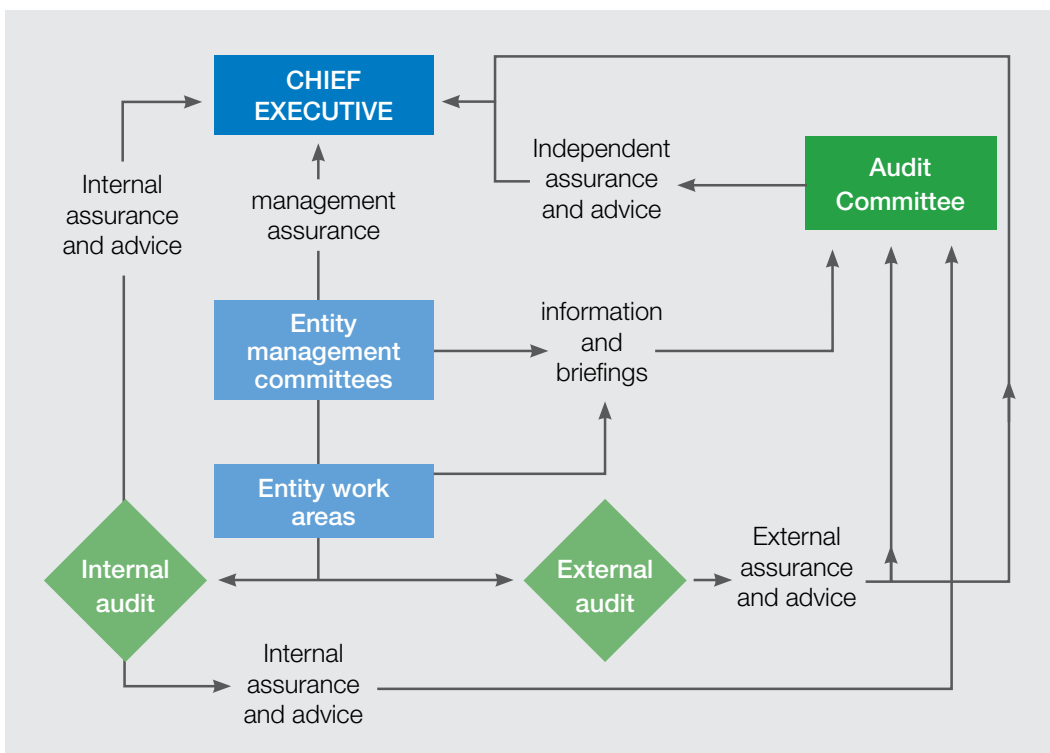 CHIEF
EXECUTIVE
Independent
assurance
and advice
Audit
Committee
Internal
assurance
and advice
management
assurance
Entity
management
committees
information
and
briefings
Entity work
areas
Internal
audit
External
audit
External
assurance
and advice
Internal
assurance
and advice